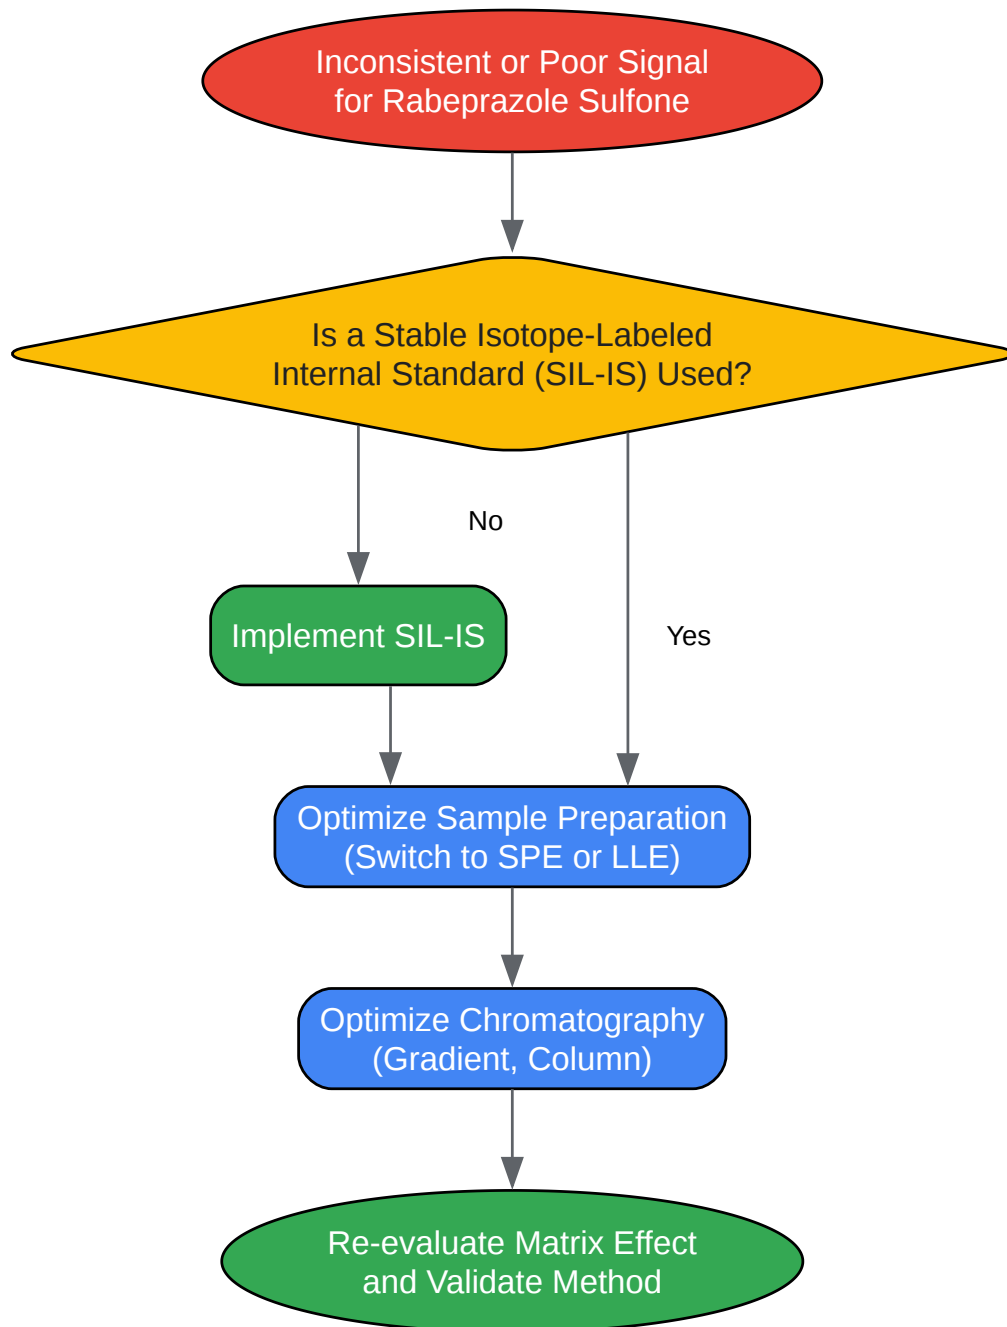 Inconsistent or Poor Signal
for Rabeprazole Sulfone
Is a Stable Isotope-Labeled
Internal Standard (SIL-IS) Used?
No
Implement SIL-IS
Yes
Optimize Sample Preparation
(Switch to SPE or LLE)
Optimize Chromatography
(Gradient, Column)
Re-evaluate Matrix Effect
and Validate Method